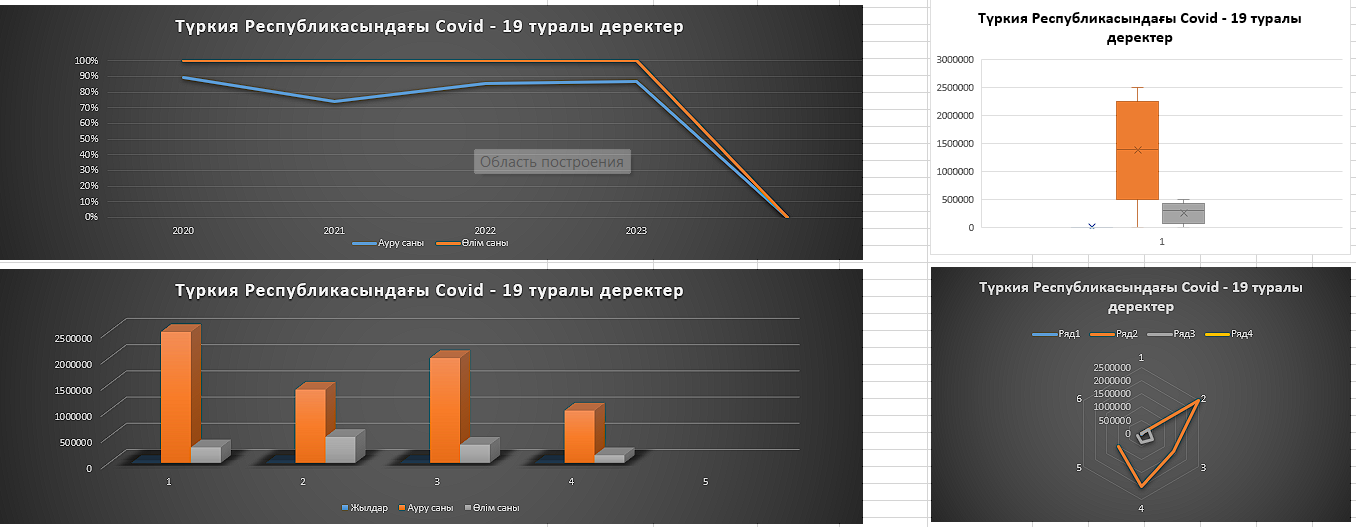 Түркия Республикасындағы Covid - 19 туралы деректер
100%
90%
80%
70%
60%
50%
40%
30%
20%
10%
0%
Область построения
2020 2021 2022 2023
Ауру саны Өлім саны
Түркия Республикасындағы Covid - 19 туралы
деректер
3000000
2500000
2000000
1500000
1000000
500000
0
1
Түркия Республикасындағы Covid - 19 туралы деректер
2500000
2000000
1500000
1000000
500000
0
1 2 3 4 5
Жылдар Ауру саны Өлім саны
Түркия Республикасындағы Covid - 19 туралы
деректер
Ряд1 Ряд2 Ряд3 Ряд4
1
2500000
2000000
1500000
1000000
500000
0
6 2
5 3
4